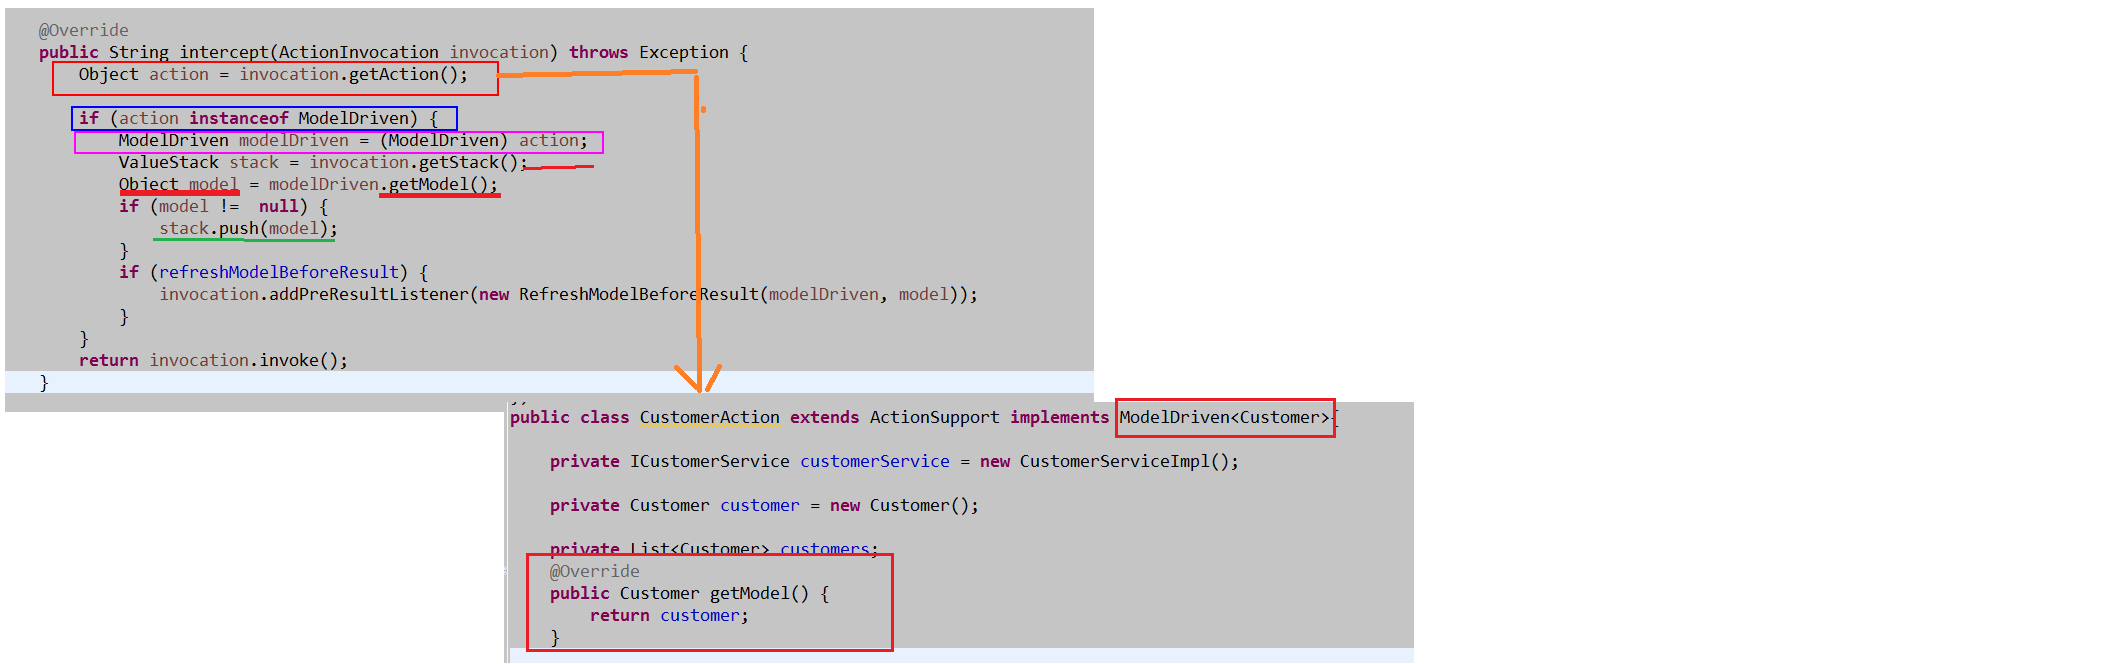 @Override
public String intercept(ActionInvocation invocation) throws Exception {
Object action = invocation.getAction();
if (action instanceof ModelDriven) {
ModelDriven modelDriven = (ModelDriven) action;
ValueStack stack = invocation.getStack();
Object model = modelDriven.getModel();
if (model !=  null) {
stack.push(model);
}
if (refreshModelBeforeResult) {
invocation.addPreResultListener(new RefreshModelBeforeResult(modelDriven, model));
}
}
return invocation.invoke();
}
public class CustomerAction extends ActionSupport implements ModelDriven<Customer>{
private ICustomerService customerService = new CustomerServiceImpl();
private Customer customer = new Customer();
private List<Customer> customers;
@Override
public Customer getModel() {
return customer;
}